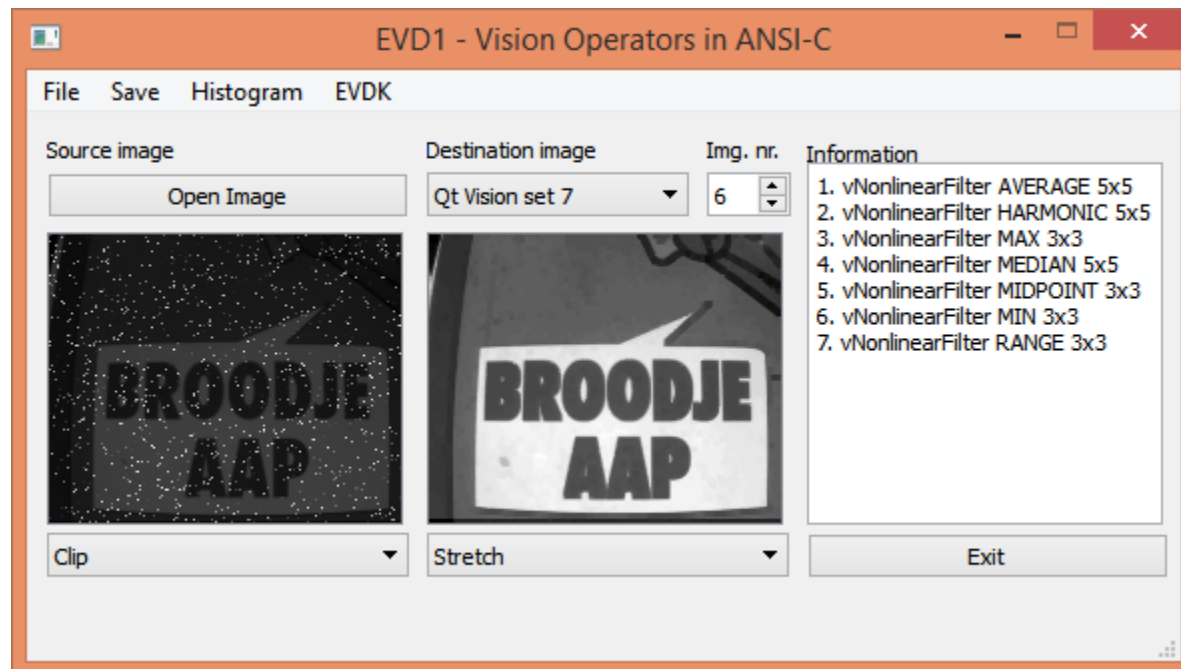 EVD1 - Vision Operators in ANSI-C
File Save Histogram EVDK
Source image
Open Image
BROODJE
AAP
Clip
Destination image
Img. nr.
Qt Vision set 7
6
BROODJE
AAP
Stretch
Information
1. vNonlinearFilter AVERAGE 5x5
2. vNonlinearFilter HARMONIC 5x5
3. vNonlinearFilter MAX 3x3
4. vNonlinearFilter MEDIAN 5x5
5. vNonlinearFilter MIDPOINT 3x3
6. vNonlinearFilter MIN 3x3
7. vNonlinearFilter RANGE 3x3
Exit